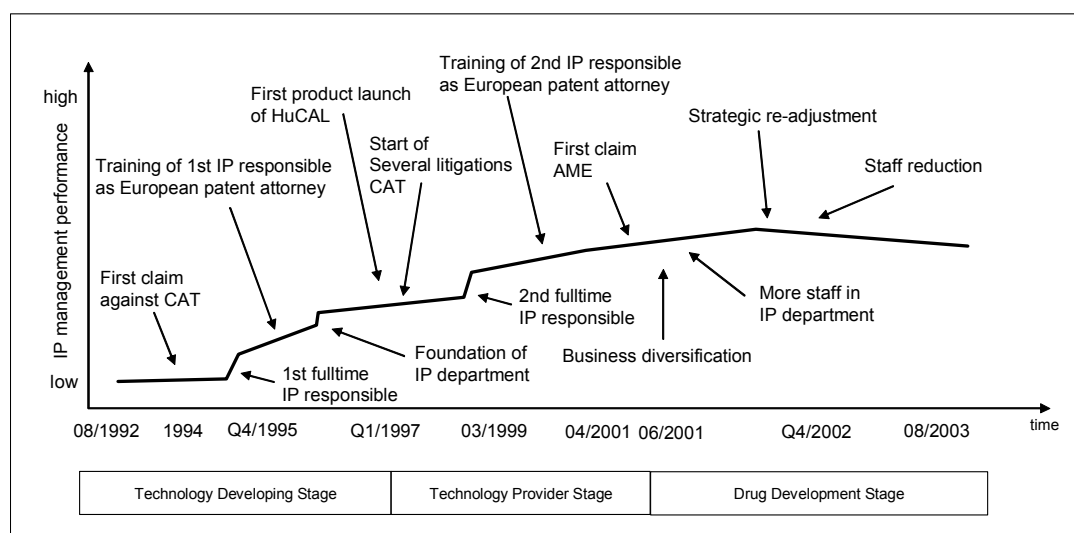 high
IP management performance
low
First claim
against CAT
Training of 1st IP responsible
as European patent attorney
1st fulltime
IP responsible
First product launch
of HuCAL
Start of
Several litigations
CAT
Foundation of
IP department
Training of 2nd IP responsible
as European patent attorney
2nd fulltime
IP responsible
First claim
AME
Business diversification
Strategic re-adjustment
More staff in
IP department
Staff reduction
08/1992
1994
Q4/1995
Q1/1997
03/1999
04/2001
06/2001
Q4/2002
08/2003
time
Technology Developing Stage
Technology Provider Stage
Drug Development Stage